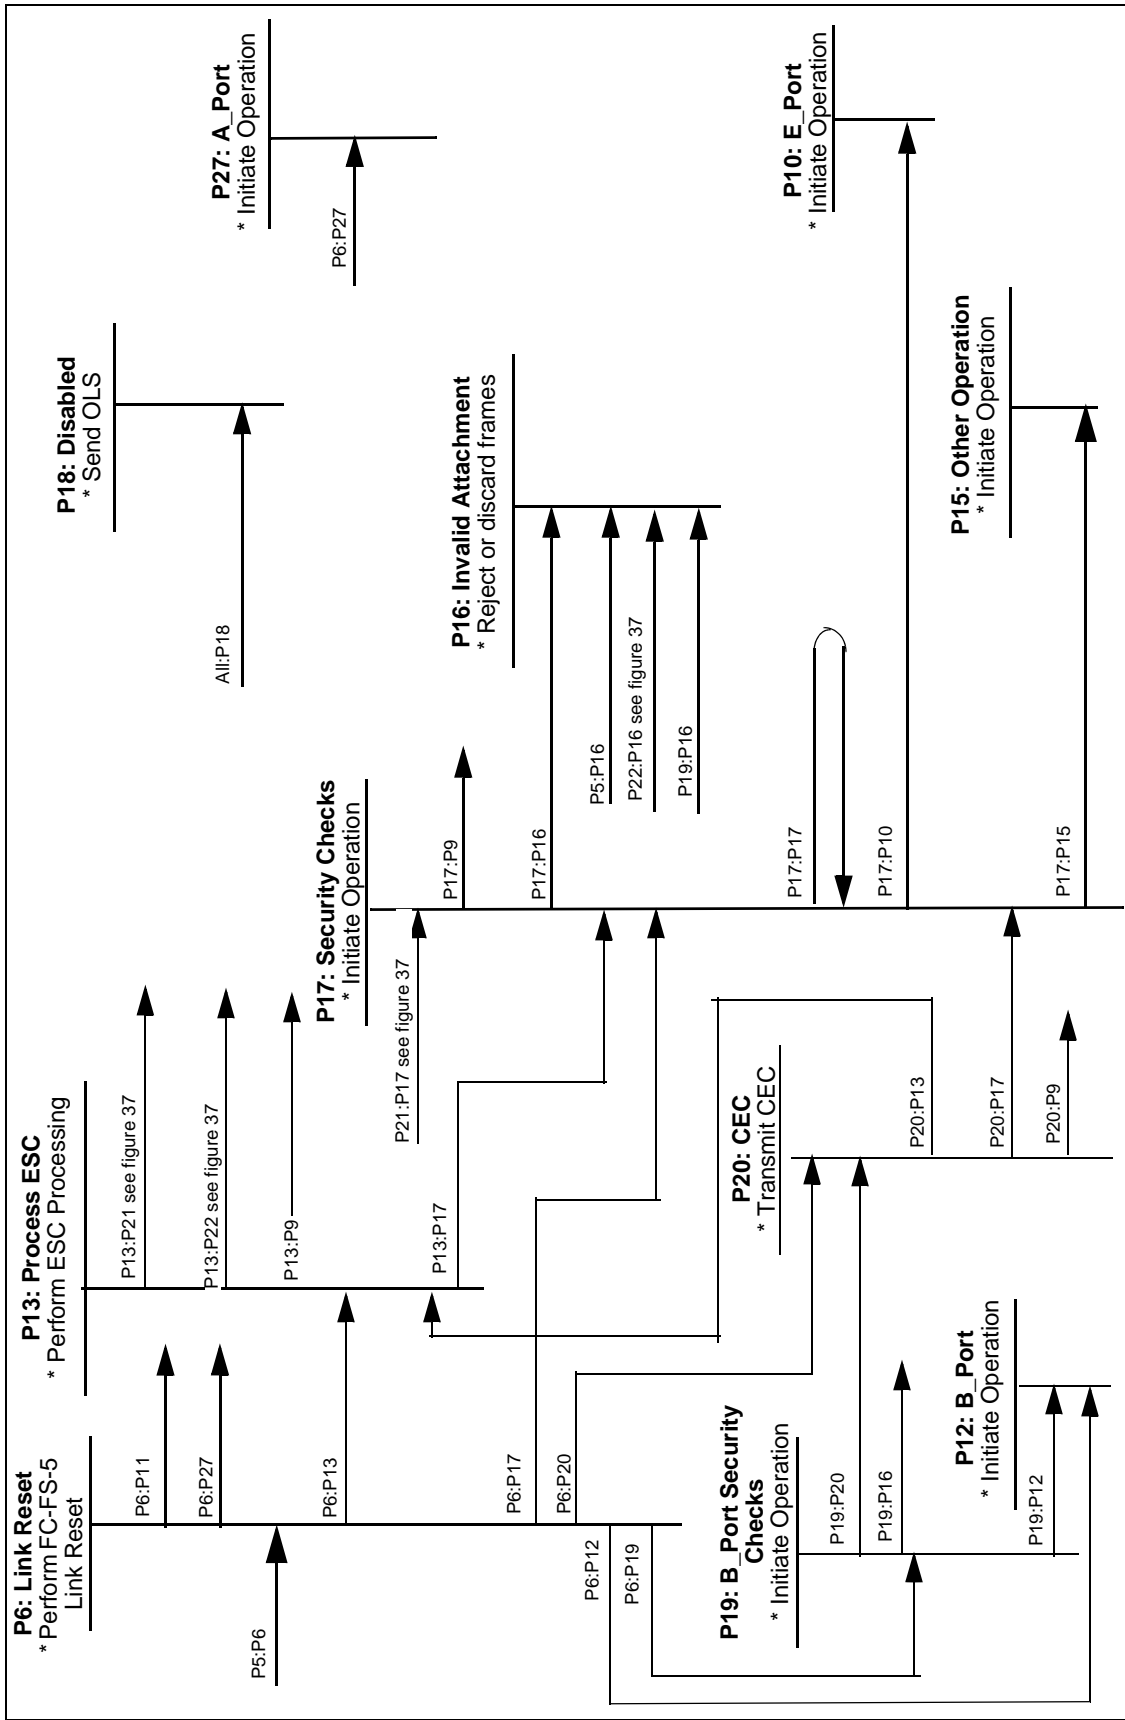 P6: Link Reset
* Perform FC-FS-5
Link Reset
P5:P6
P6:P11
P6:P27
P6:P13
P6:P17
P6:P20
P6:P12
P6:P19
P13: Process ESC
* Perform ESC Processing
P13:P21 see figure 37
P13:P22 see figure 37
P13:P9
P13:P17
P19: B_Port Security
Checks
* Initiate Operation
P19:P20
P19:P16
P19:P12
P12: B_Port
* Initiate Operation
P20: CEC
* Transmit CEC
P20:P13
P20:P17
P20:P9
P17: Security Checks
* Initiate Operation
P21:P17 see figure 37
P17:P9
P17:P16
P17:P17
P17:P10
P17:P15
P18: Disabled
* Send OLS
All:P18
P16: Invalid Attachment
* Reject or discard frames
P5:P16
P22:P16 see figure 37
P19:P16
P27: A_Port
* Initiate Operation
P6:P27
P10: E_Port
* Initiate Operation
P15: Other Operation
* Initiate Operation